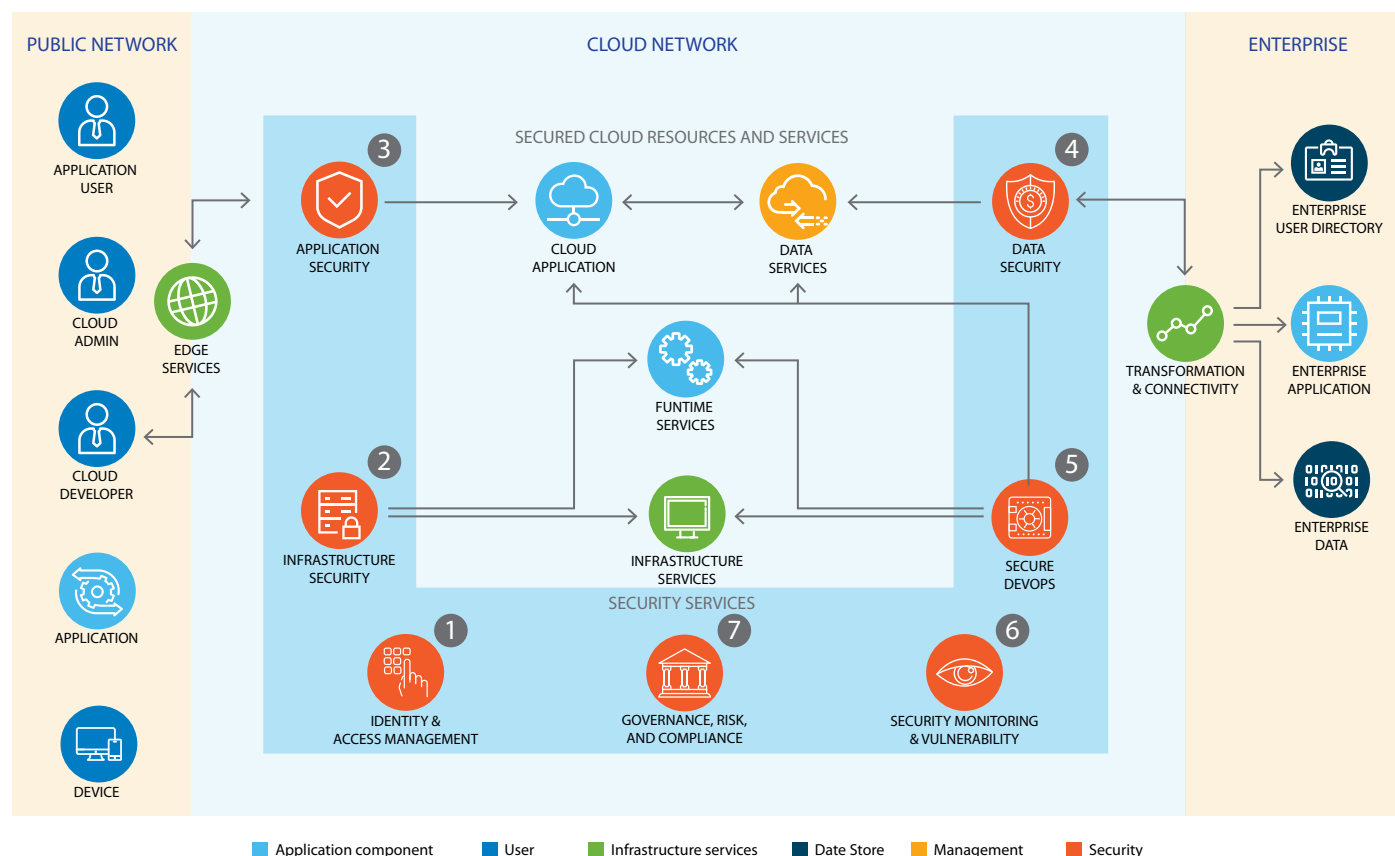 PUBLIC NETWORK
CLOUD NETWORK
ENTERPRISE
APPLICATION
USER
CLOUD
ADMIN
EDGE
SERVICES
CLOUD
DEVELOPER
APPLICATION
DEVICE
SECURED CLOUD RESOURCES AND SERVICES
3
APPLICATION
SECURITY
CLOUD
APPLICATION
DATA
SERVICES
4
DATA
SECURITY
FUNTIME
SERVICES
2
INFRASTRUCTURE
SECURITY
INFRASTRUCTURE
SERVICES
5
SECURE
DEVOPS
SECURITY SERVICES
1
IDENTITY &
ACCESS MANAGEMENT
7
GOVERNANCE, RISK,
AND COMPLIANCE
6
SECURITY MONITORING
& VULNERABILITY
TRANSFORMATION
& CONNECTIVITY
ENTERPRISE
USER DIRECTORY
ENTERPRISE
APPLICATION
ENTERPRISE
DATA
Application component
User
Infrastructure services
Date Store
Management
Security